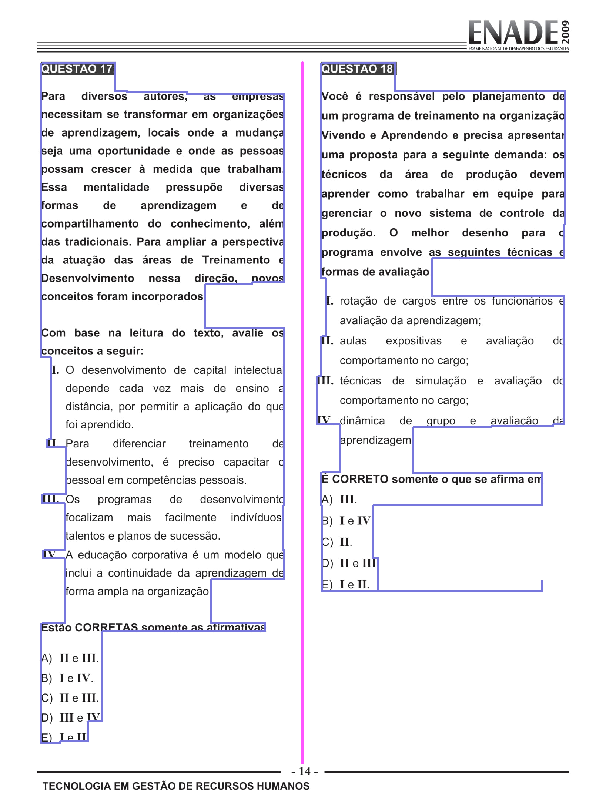 ENADE 2009
EXAME NACIONAL DE DESEMPENHO DOS ESTUDANTES
QUESTÃO 17
Para diversos autores, as empresas
necessitam se transformar em organizações
de aprendizagem, locais onde a mudança
seja uma oportunidade e onde as pessoas
possam crescer à medida que trabalham.
Essa mentalidade pressupõe diversas
formas de aprendizagem e de
compartilhamento do conhecimento, além
das tradicionais. Para ampliar a perspectiva
da atuação das áreas de Treinamento e
Desenvolvimento nessa direção, novos
conceitos foram incorporados
Com base na leitura do texto, avalie os
conceitos a seguir:
I. O desenvolvimento de capital intelectual
depende cada vez mais de ensino a
distância, por permitir a aplicação do que
foi aprendido.
II. Para diferenciar treinamento de
desenvolvimento, é preciso capacitar o
pessoal em competências pessoais.
III. Os programas de desenvolvimento
focalizam mais facilmente indivíduos,
talentos e planos de sucessão.
IV. A educação corporativa é um modelo que
inclui a continuidade da aprendizagem de
forma ampla na organização
Estão CORRETAS somente as afirmativas
A) II e III.
B) I e IV.
C) II e III.
D) III e IV
E) I e II
QUESTÃO 18
Você é responsável pelo planejamento de
um programa de treinamento na organização
Vivendo e Aprendendo e precisa apresentar
uma proposta para a seguinte demanda: os
técnicos da área de produção devem
aprender como trabalhar em equipe para
gerenciar o novo sistema de controle da
produção. O melhor desenho para o
programa envolve as seguintes técnicas e
formas de avaliação
I. rotação de cargos entre os funcionários e
avaliação da aprendizagem;
II. aulas expositivas e avaliação do
comportamento no cargo;
III. técnicas de simulação e avaliação do
comportamento no cargo;
IV. dinâmica de grupo e avaliação da
aprendizagem
É CORRETO somente o que se afirma em
A) III.
B) I e IV
C) II.
D) II e III
E) I e II.
- 14 -
TECNOLOGIA EM GESTÃO DE RECURSOS HUMANOS